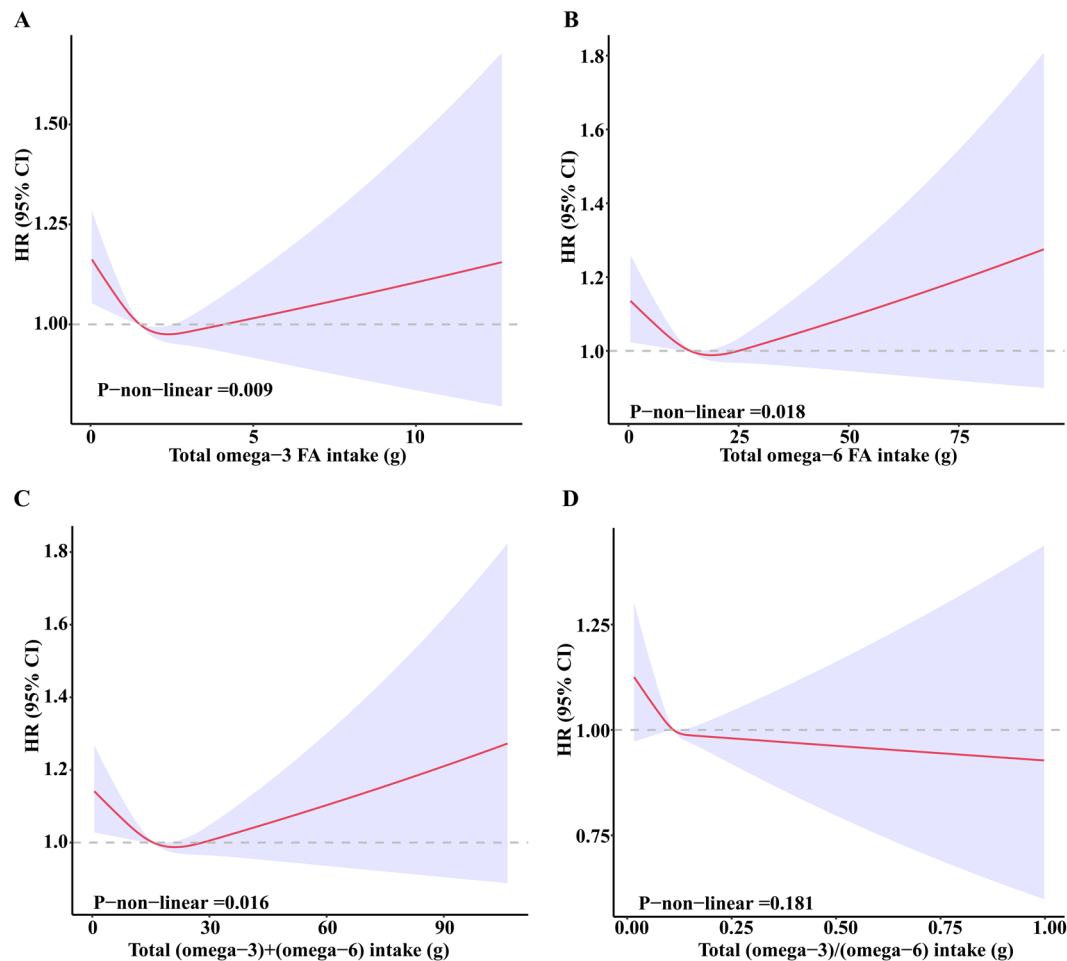 A
HR (95% CI)
1.50
1.25
1.00
P−non−linear =0.009
0 5 10
Total omega−3 FA intake (g)
B
HR (95% CI)
1.8
1.6
1.4
1.2
1.0
P−non−linear =0.018
0 25 50 75
Total omega−6 FA intake (g)
C
HR (95% CI)
1.8
1.6
1.4
1.2
1.0
P−non−linear =0.016
0 30 60 90
Total (omega−3)+(omega−6) intake (g)
D
HR (95% CI)
1.25
1.00
0.75
P−non−linear =0.181
0.00 0.25 0.50 0.75 1.00
Total (omega−3)/(omega−6) intake (g)